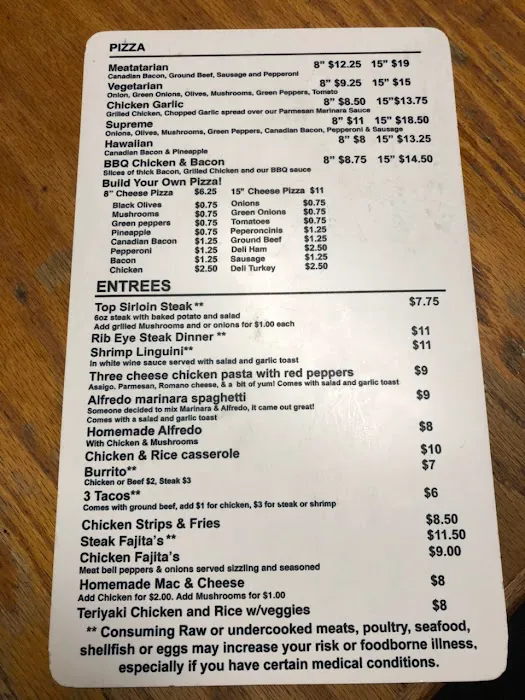 PIZZA
Meatatarian 8" $12.25 15" $19
Canadian Bacon, Ground Beef, Sausage and Pepperoni
Vegetarian 8" $9.25 15" $15
Onion, Green Onions, Olives, Mushrooms, Green Peppers, Tomato
Chicken Garlic 8" $8.50 15"$13.75
Grilled Chicken, Chopped Garlic spread over our Parmesan Marinara Sauce
Supreme 8" $11 15" $18.50
Onions, Olives, Mushrooms, Green Peppers, Canadian Bacon, Pepperoni & Sausage
Hawaiian 8" $8 15" $13.25
Canadian Bacon & Pineapple
BBQ Chicken & Bacon 8" $8.75 15" $14.50
Slices of thick Bacon, Grilled Chicken and our BBQ sauce
Build Your Own Pizza!
8" Cheese Pizza $6.25 15" Cheese Pizza $11
Black Olives $0.75 Onions $0.75
Mushrooms $0.75 Green Onions $0.75
Green peppers $0.75 Tomatoes $0.75
Pineapple $0.75 Peperoncinis $1.25
Canadian Bacon $1.25 Ground Beef $1.25
Pepperoni $1.25 Deli Ham $2.50
Bacon $1.25 Sausage $1.25
Chicken $2.50 Deli Turkey $2.50
ENTREES
Top Sirloin Steak** $7.75
6oz steak with baked potato and salad
Add grilled Mushrooms and or onions for $1.00 each
Rib Eye Steak Dinner ** $11
Shrimp Linguini** $11
In white wine sauce served with salad and garlic toast
Three cheese chicken pasta with red peppers $9
Assigo, Parmesan, Romano cheese, & a bit of yum! Comes with salad and garlic toast
Alfredo marinara spaghetti $9
Someone decided to mix Marinara & Alfredo, it came out great!
Comes with a salad and garlic toast
Homemade Alfredo $8
With Chicken & Mushrooms
Chicken & Rice casserole $10
Burrito** $7
Chicken or Beef $2, Steak $3
3 Tacos** $6
Comes with ground beef, add $1 for chicken, $3 for steak or shrimp
Chicken Strips & Fries $8.50
Steak Fajita's ** $11.50
Chicken Fajita's $9.00
Meat bell peppers & onions served sizzling and seasoned
Homemade Mac & Cheese $8
Add Chicken for $2.00. Add Mushrooms for $1.00
Teriyaki Chicken and Rice w/veggies $8
** Consuming Raw or undercooked meats, poultry, seafood,
shellfish or eggs may increase your risk or foodborne illness,
especially if you have certain medical conditions.